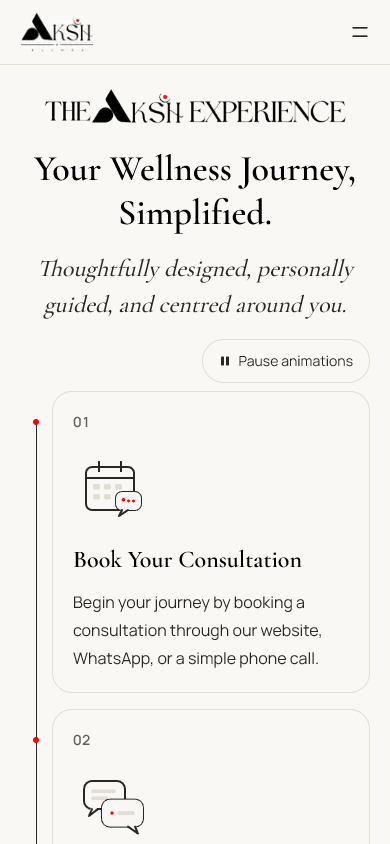 AKSH
THE AKSH EXPERIENCE
Your Wellness Journey,
Simplified.
Thoughtfully designed, personally
guided, and centred around you.
Pause animations
01
Book Your Consultation
Begin your journey by booking a
consultation through our website,
WhatsApp, or a simple phone call.
02